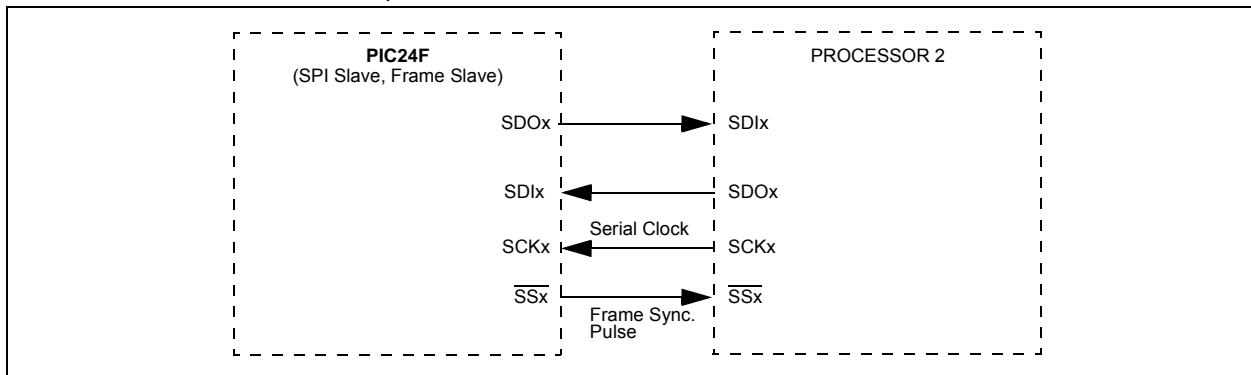 PIC24F
(SPI Slave, Frame Slave)
PROCESSOR 2
SDOx
SDIx
SDIx
SDOx
Serial Clock
SCKx
SCKx
SSx
SSx
Frame Sync.
Pulse